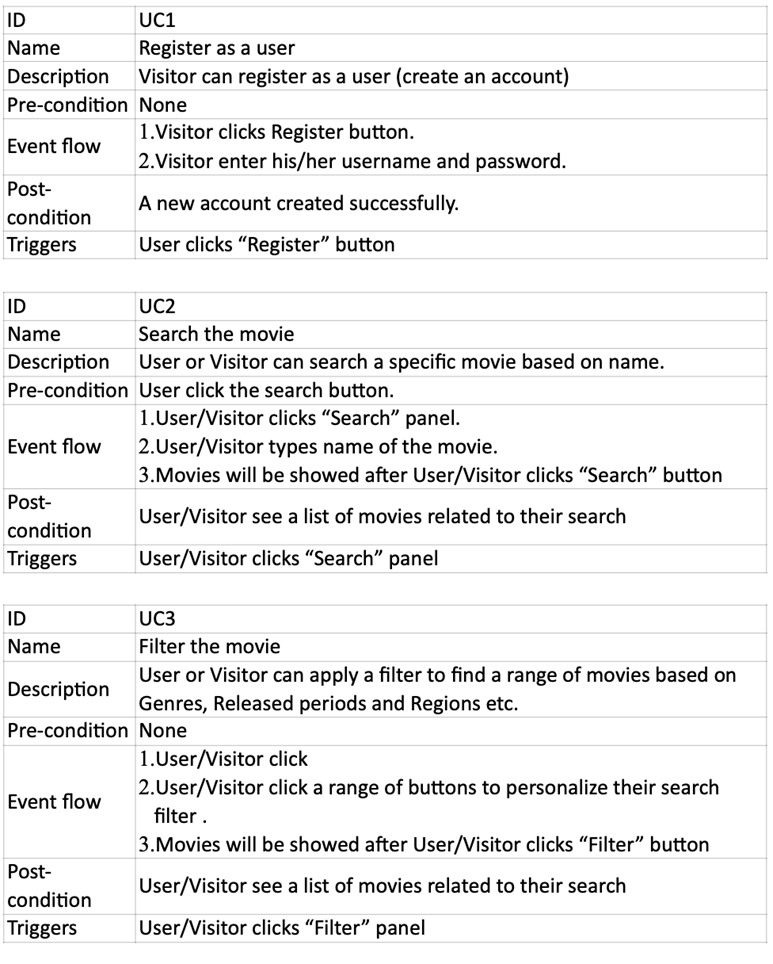 ID UC1
Name Register as a user
Description Visitor can register as a user (create an account)
Pre-condition None
Event flow 1.Visitor clicks Register button.
2.Visitor enter his/her username and password.
Post-
condition A new account created successfully.
Triggers User clicks “Register” button
ID UC2
Name Search the movie
Description User or Visitor can search a specific movie based on name.
Pre-condition User click the search button.
Event flow 1.User/Visitor clicks “Search” panel.
2.User/Visitor types name of the movie.
3.Movies will be showed after User/Visitor clicks “Search” button
Post-
condition User/Visitor see a list of movies related to their search
Triggers User/Visitor clicks “Search” panel
ID UC3
Name Filter the movie
Description User or Visitor can apply a filter to find a range of movies based on
Genres, Released periods and Regions etc.
Pre-condition None
Event flow 1.User/Visitor click
2.User/Visitor click a range of buttons to personalize their search
filter .
3.Movies will be showed after User/Visitor clicks “Filter” button
Post-
condition User/Visitor see a list of movies related to their search
Triggers User/Visitor clicks “Filter” panel